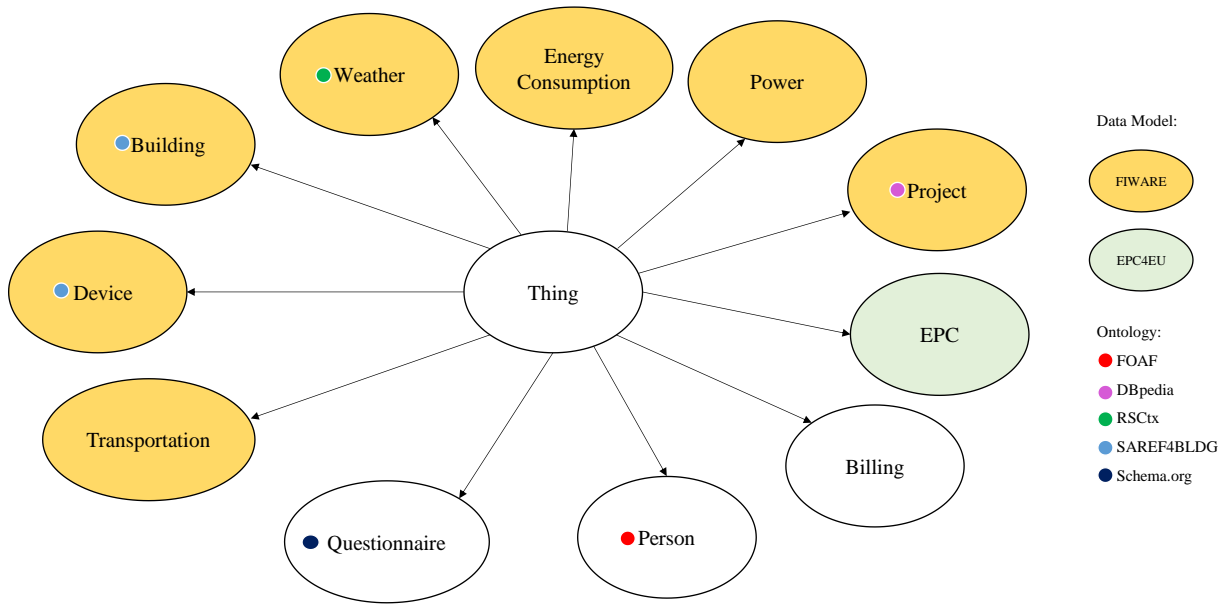 Energy
Consumption
Weather
Power
Building
Project
Device
Thing
EPC
Transportation
Billing
Questionnaire
Person
Data Model:
FIWARE
EPC4EU
Ontology:
FOAF
DBpedia
RSCtx
SAREF4BLDG
Schema.org